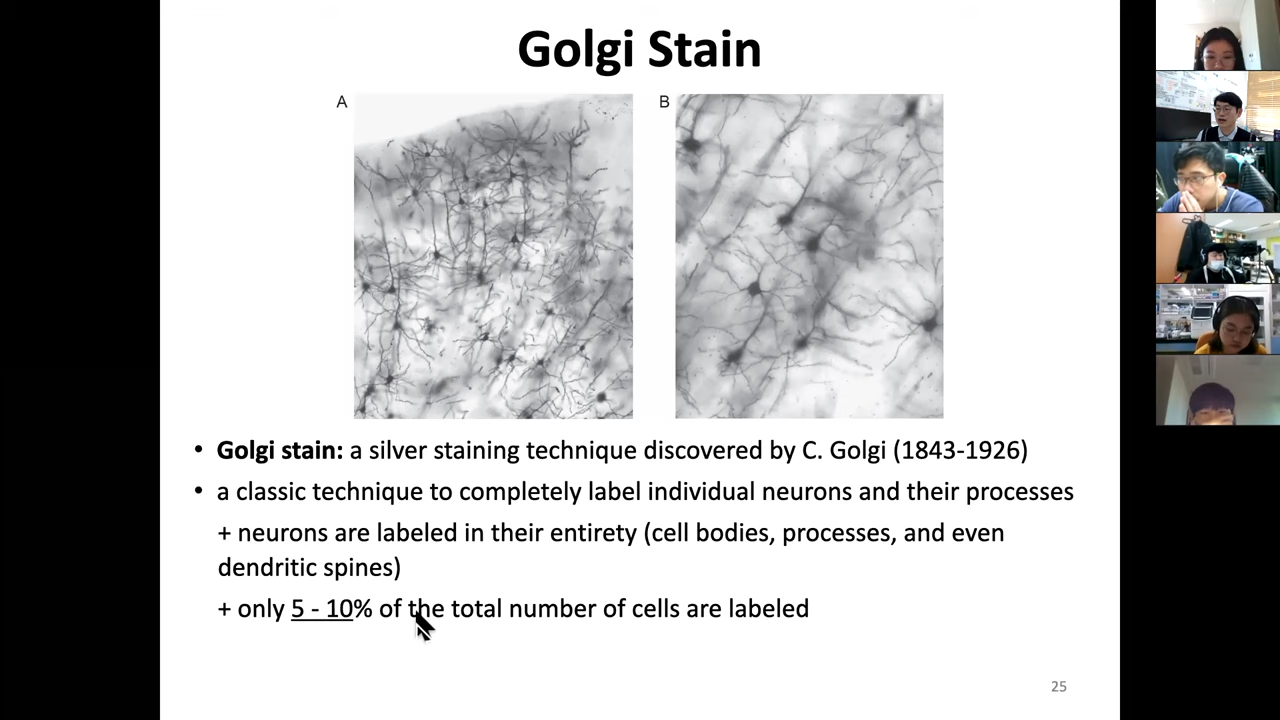 Golgi Stain
A
B
• Golgi stain: a silver staining technique discovered by C. Golgi (1843-1926)
• a classic technique to completely label individual neurons and their processes
+ neurons are labeled in their entirety (cell bodies, processes, and even
dendritic spines)
+ only 5 - 10% of the total number of cells are labeled
25